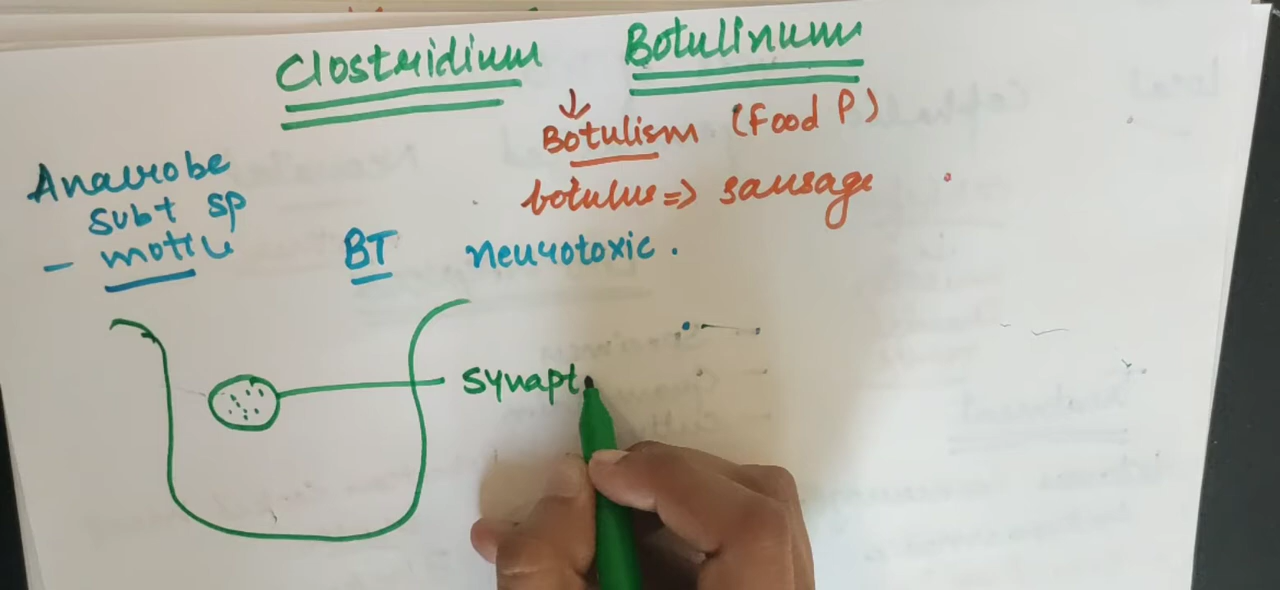 Clostridium Botulinum
↓
Botulism (Food P)
botulus => sausage
Anaerobe
subt sp
- motile
BT neurotoxic.
synapt